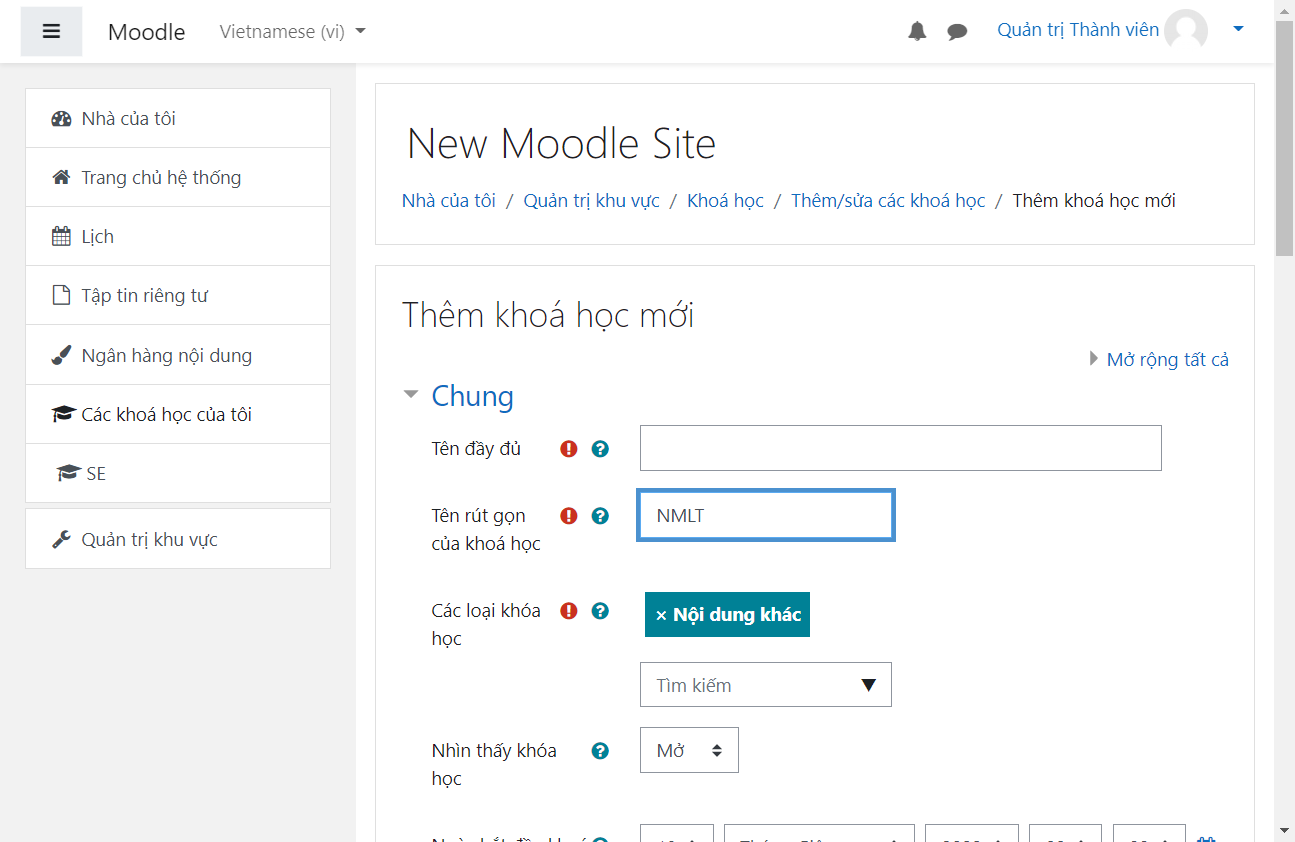 Moodle
Vietnamese (vi)
Quản trị Thành viên
Nhà của tôi
Trang chủ hệ thống
Lịch
Tập tin riêng tư
Ngân hàng nội dung
Các khoá học của tôi
SE
Quản trị khu vực
New Moodle Site
Nhà của tôi / Quản trị khu vực / Khoá học / Thêm/sửa các khoá học / Thêm khoá học mới
Thêm khoá học mới
Mở rộng tất cả
Chung
Tên đầy đủ
Tên rút gọn
của khoá học
NMLT
Các loại khóa
học
× Nội dung khác
Tìm kiếm
Nhìn thấy khóa
học
Mở